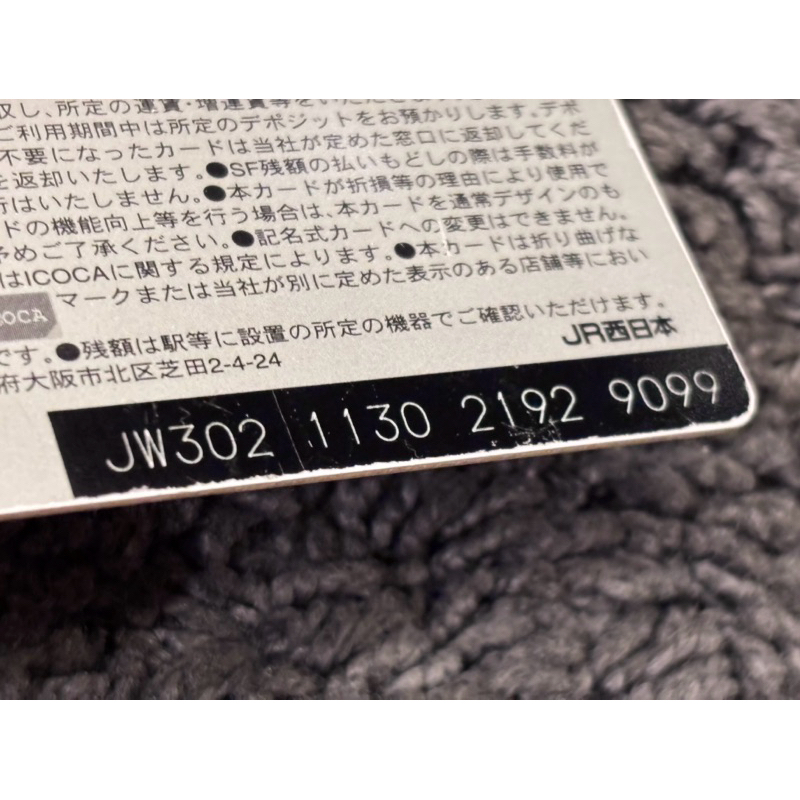 収し、所定の運賃・増運賃等をいただきま
ご利用期間中は所定のデポジットをお預かりします。デポ
不要になったカードは当社が定めた窓口に返却してくだ
を返却いたします。●SF残額の払いもどしの際は手数料が
行はいたしません。●本カードが折損等の理由により使用で
ドの機能向上等を行う場合は、本カードを通常デザインのも
予めご了承ください。●記名式カードへの変更はできません。
はICOCAに関する規定によります。●本カードは折り曲げな
OCA マークまたは当社が別に定めた表示のある店舗等におい
です。●残額は駅等に設置の所定の機器でご確認いただけます。
府大阪市北区芝田2-4-24
JR西日本
JW302 1130 2192 9099